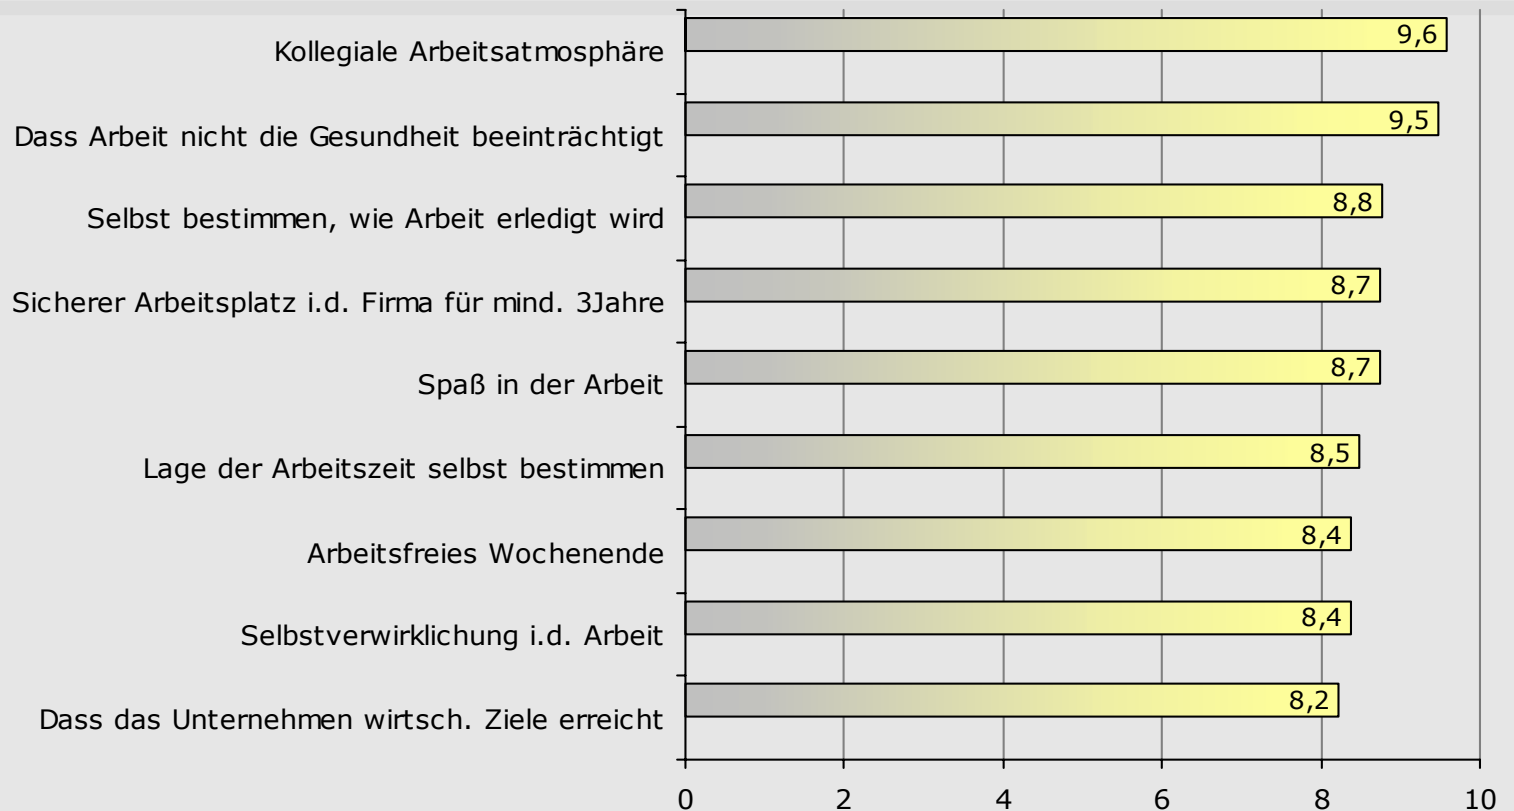 Kollegiale Arbeitsatmosphäre
9,6
Dass Arbeit nicht die Gesundheit beeinträchtigt
9,5
Selbst bestimmen, wie Arbeit erledigt wird
8,8
Sicherer Arbeitsplatz i.d. Firma für mind. 3Jahre
8,7
Spaß in der Arbeit
8,7
Lage der Arbeitszeit selbst bestimmen
8,5
Arbeitsfreies Wochenende
8,4
Selbstverwirklichung i.d. Arbeit
8,4
Dass das Unternehmen wirtsch. Ziele erreicht
8,2
0 2 4 6 8 10